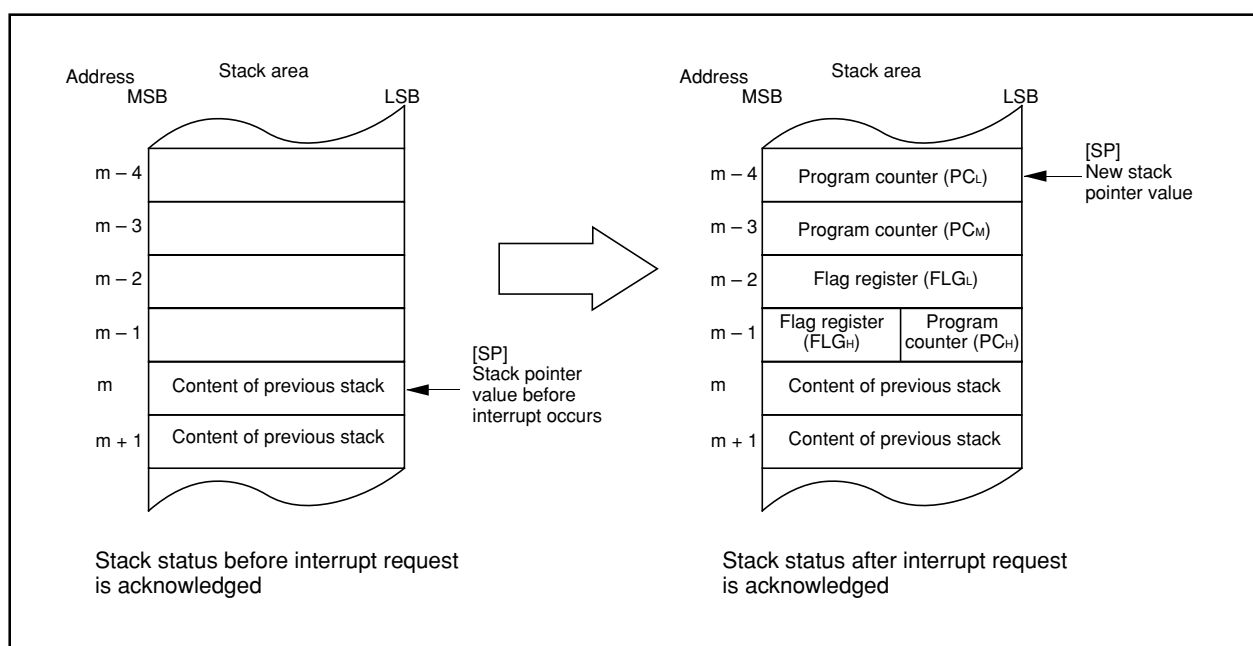 Address
Stack area
MSB
LSB
m – 4
m – 3
m – 2
m – 1
m
Content of previous stack
m + 1
Content of previous stack
[SP]
Stack pointer
value before
interrupt occurs
Stack status before interrupt request
is acknowledged
Address
Stack area
MSB
LSB
m – 4
Program counter (PCL)
[SP]
New stack
pointer value
m – 3
Program counter (PCM)
m – 2
Flag register (FLGL)
m – 1
Flag register
(FLGH)
Program
counter (PCH)
m
Content of previous stack
m + 1
Content of previous stack
Stack status after interrupt request
is acknowledged